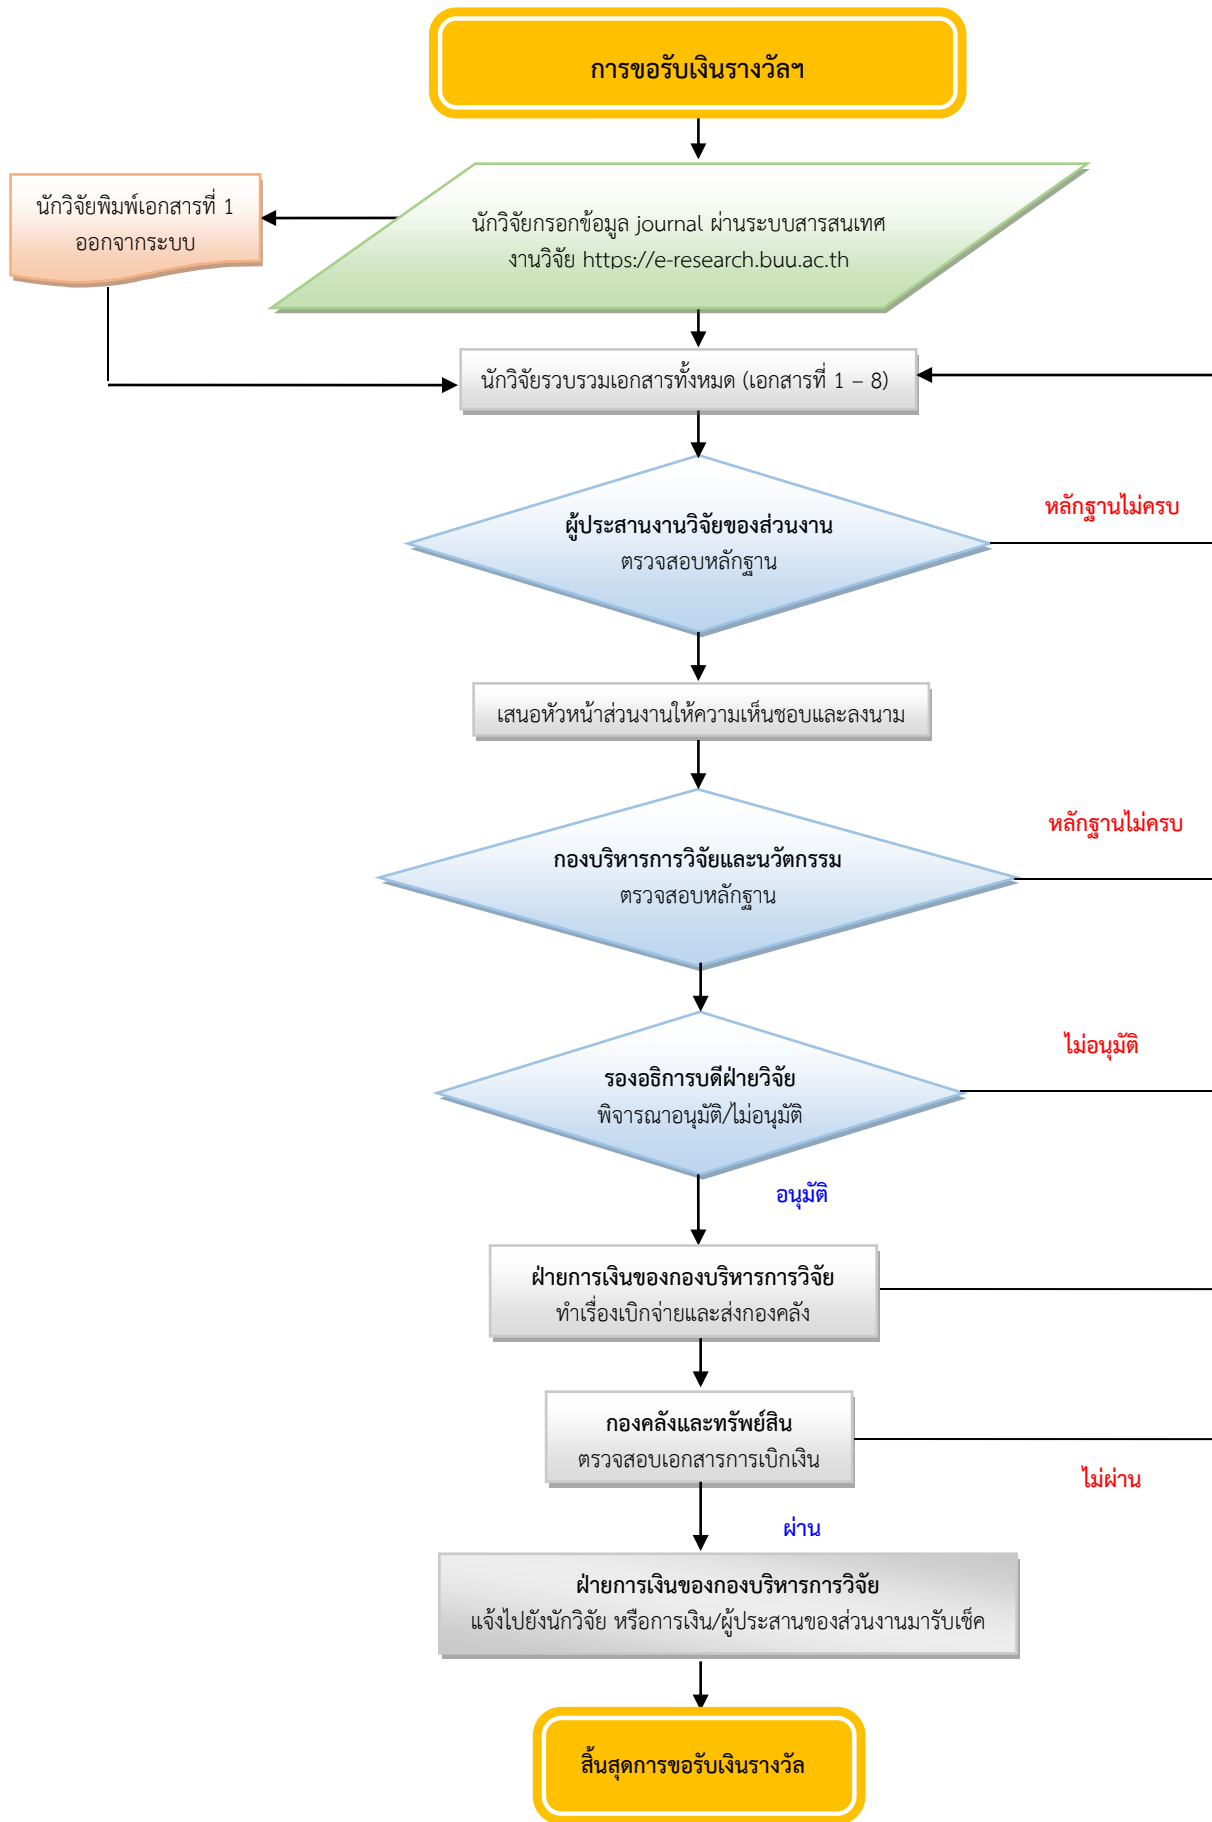 การขอรับเงินรางวัลฯ
นักวิจัยพิมพ์เอกสารที่ 1
ออกจากระบบ
นักวิจัยกรอกข้อมูล journal ผ่านระบบสารสนเทศ
งานวิจัย https://e-research.buu.ac.th
นักวิจัยรวบรวมเอกสารทั้งหมด (เอกสารที่ 1 – 8)
หลักฐานไม่ครบ
ผู้ประสานงานวิจัยของส่วนงาน
ตรวจสอบหลักฐาน
เสนอหัวหน้าส่วนงานให้ความเห็นชอบและลงนาม
หลักฐานไม่ครบ
กองบริหารการวิจัยและนวัตกรรม
ตรวจสอบหลักฐาน
ไม่อนุมัติ
รองอธิการบดีฝ่ายวิจัย
พิจารณาอนุมัติ/ไม่อนุมัติ
อนุมัติ
ฝ่ายการเงินของกองบริหารการวิจัย
ทำเรื่องเบิกจ่ายและส่งกองคลัง
กองคลังและทรัพย์สิน
ตรวจสอบเอกสารการเบิกเงิน
ไม่ผ่าน
ผ่าน
ฝ่ายการเงินของกองบริหารการวิจัย
แจ้งไปยังนักวิจัย หรือการเงิน/ผู้ประสานของส่วนงานมารับเช็ค
สิ้นสุดการขอรับเงินรางวัล